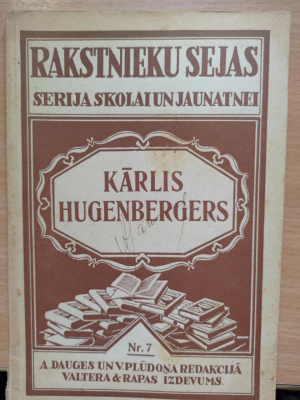 RAKSTNIEKU SEJAS
SERIJA SKOLAI UN JAUNATNEI
KĀRLIS
HUGENBERGERS
Nr. 7
A. DAUGES UN V. PLŪDOŅA REDAKCIJĀ
VALTERA & RAPAS IZDEVUMS.